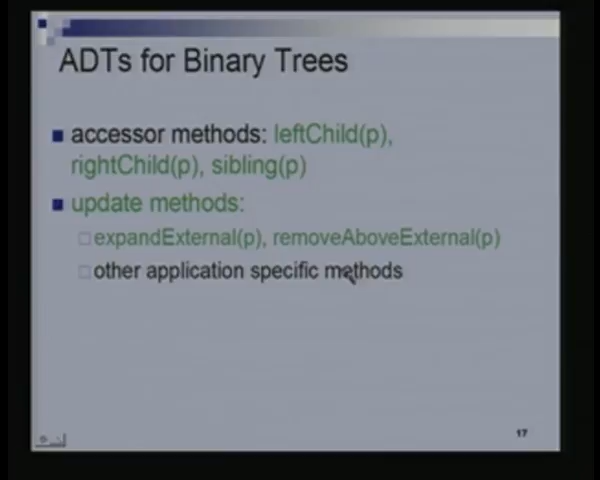 ADTs for Binary Trees
accessor methods: leftChild(p),
rightChild(p), sibling(p)
update methods:
expandExternal(p), removeAboveExternal(p)
other application specific methods
17